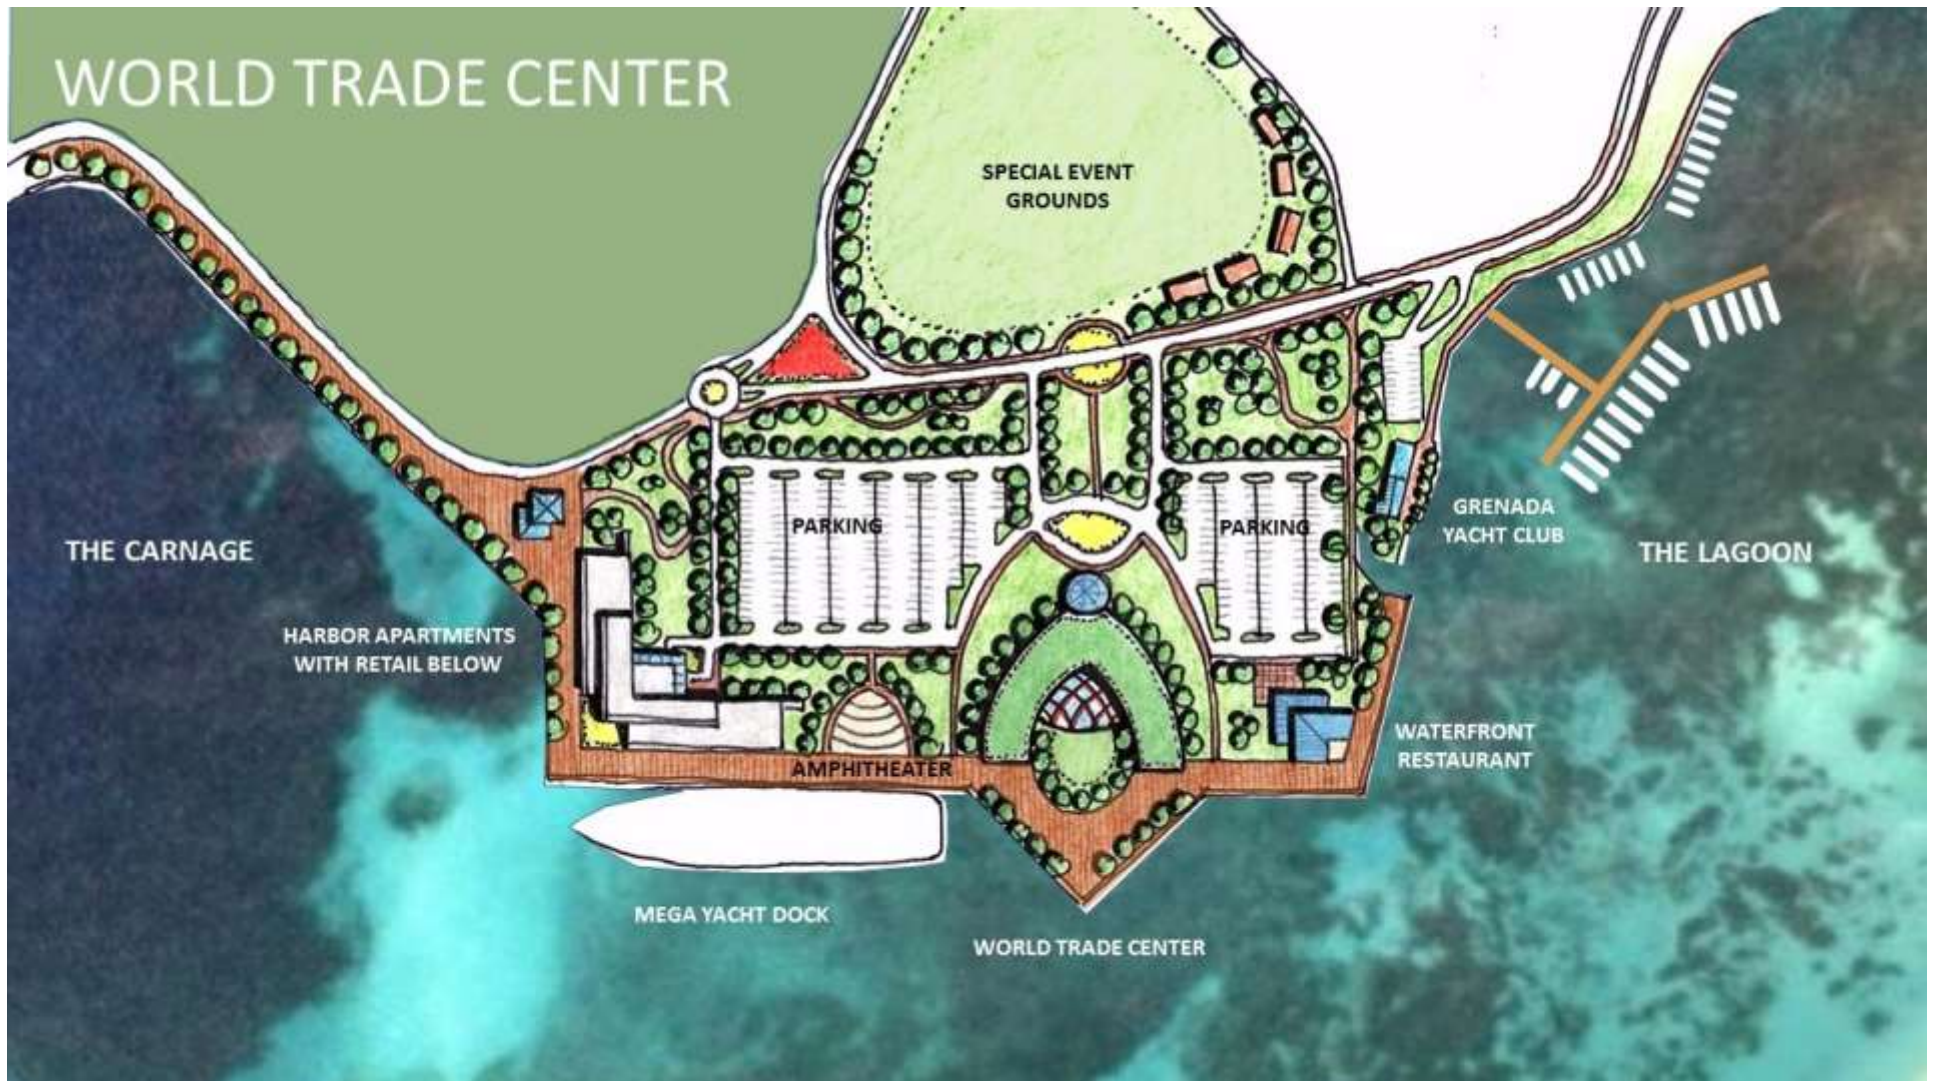 WORLD TRADE CENTER
SPECIAL EVENT
GROUNDS
PARKING
PARKING
GRENADA
YACHT CLUB
THE CARNAGE
THE LAGOON
HARBOR APARTMENTS
WITH RETAIL BELOW
WATERFRONT
RESTAURANT
AMPHITHEATER
MEGA YACHT DOCK
WORLD TRADE CENTER